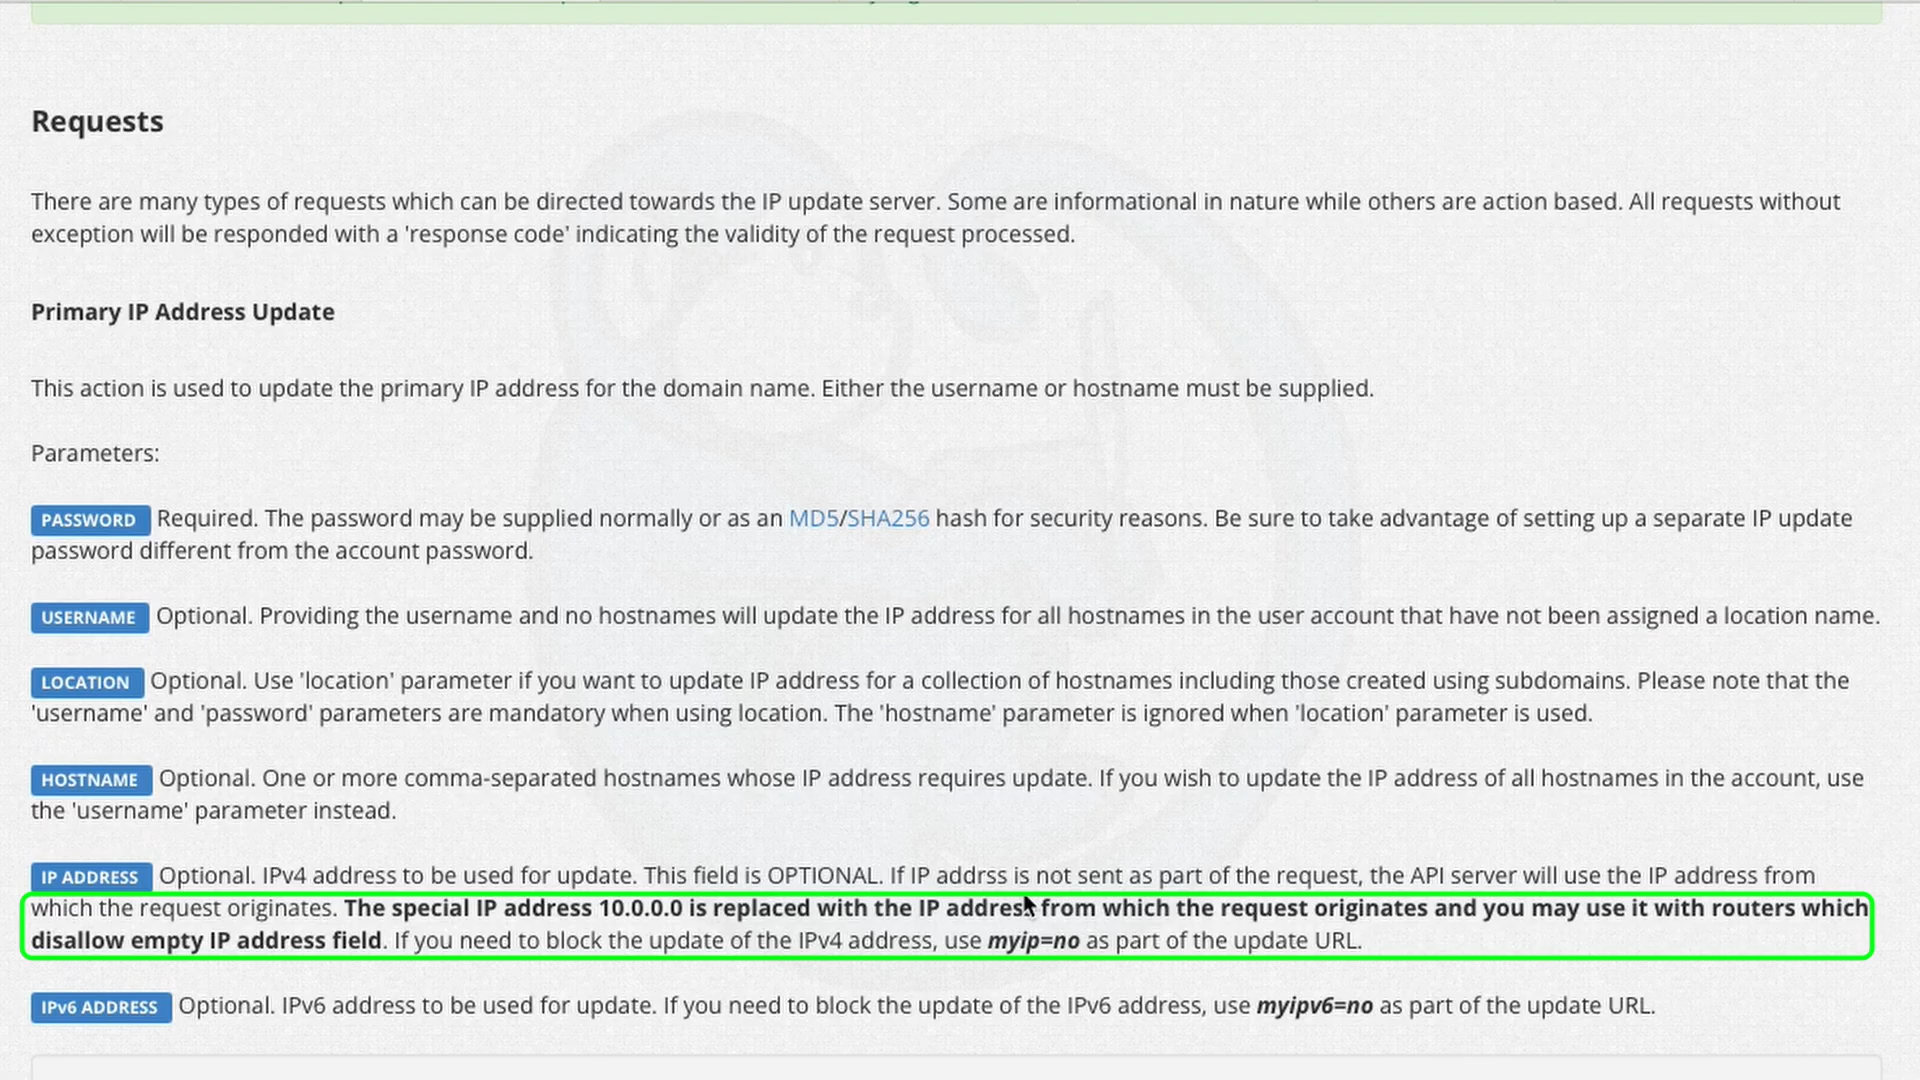 Requests
There are many types of requests which can be directed towards the IP update server. Some are informational in nature while others are action based. All requests without
exception will be responded with a 'response code' indicating the validity of the request processed.
Primary IP Address Update
This action is used to update the primary IP address for the domain name. Either the username or hostname must be supplied.
Parameters:
PASSWORD Required. The password may be supplied normally or as an MD5/SHA256 hash for security reasons. Be sure to take advantage of setting up a separate IP update
password different from the account password.
USERNAME Optional. Providing the username and no hostnames will update the IP address for all hostnames in the user account that have not been assigned a location name.
LOCATION Optional. Use 'location' parameter if you want to update IP address for a collection of hostnames including those created using subdomains. Please note that the
'username' and 'password' parameters are mandatory when using location. The 'hostname' parameter is ignored when 'location' parameter is used.
HOSTNAME Optional. One or more comma-separated hostnames whose IP address requires update. If you wish to update the IP address of all hostnames in the account, use
the 'username' parameter instead.
IP ADDRESS Optional. IPv4 address to be used for update. This field is OPTIONAL. If IP addrss is not sent as part of the request, the API server will use the IP address from
which the request originates. The special IP address 10.0.0.0 is replaced with the IP address from which the request originates and you may use it with routers which
disallow empty IP address field. If you need to block the update of the IPv4 address, use myip=no as part of the update URL.
IPv6 ADDRESS Optional. IPv6 address to be used for update. If you need to block the update of the IPv6 address, use myipv6=no as part of the update URL.